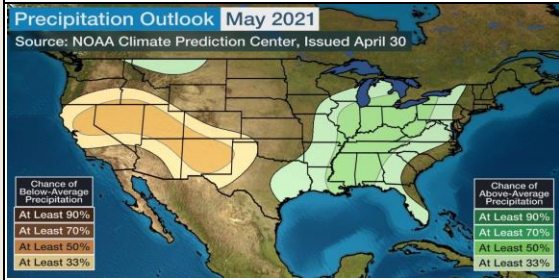 Precipitation Outlook May 2021
Source: NOAA Climate Prediction Center, Issued April 30
Chance of
Below-Average
Precipitation
At Least 90%
At Least 70%
At Least 50%
At Least 33%
Chance of
Above-Average
Precipitation
At Least 90%
At Least 70%
At Least 50%
At Least 33%